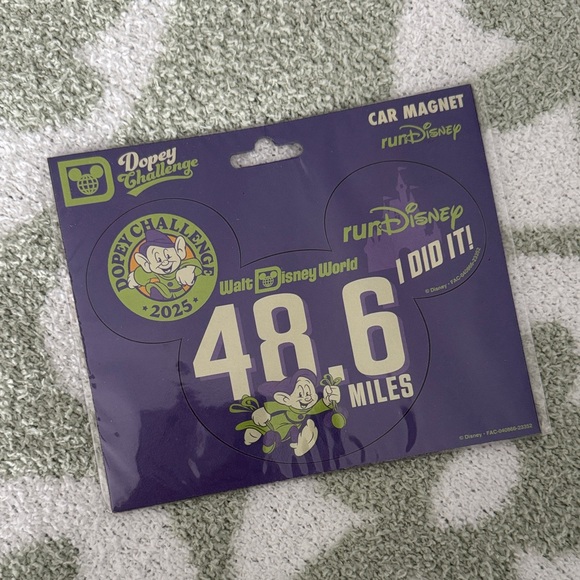 CAR MAGNET
runDisney
Dopey
Challenge
DOPEY CHALLENGE
2025
runDisney
I DID IT!
Walt Disney World
48.6
MILES